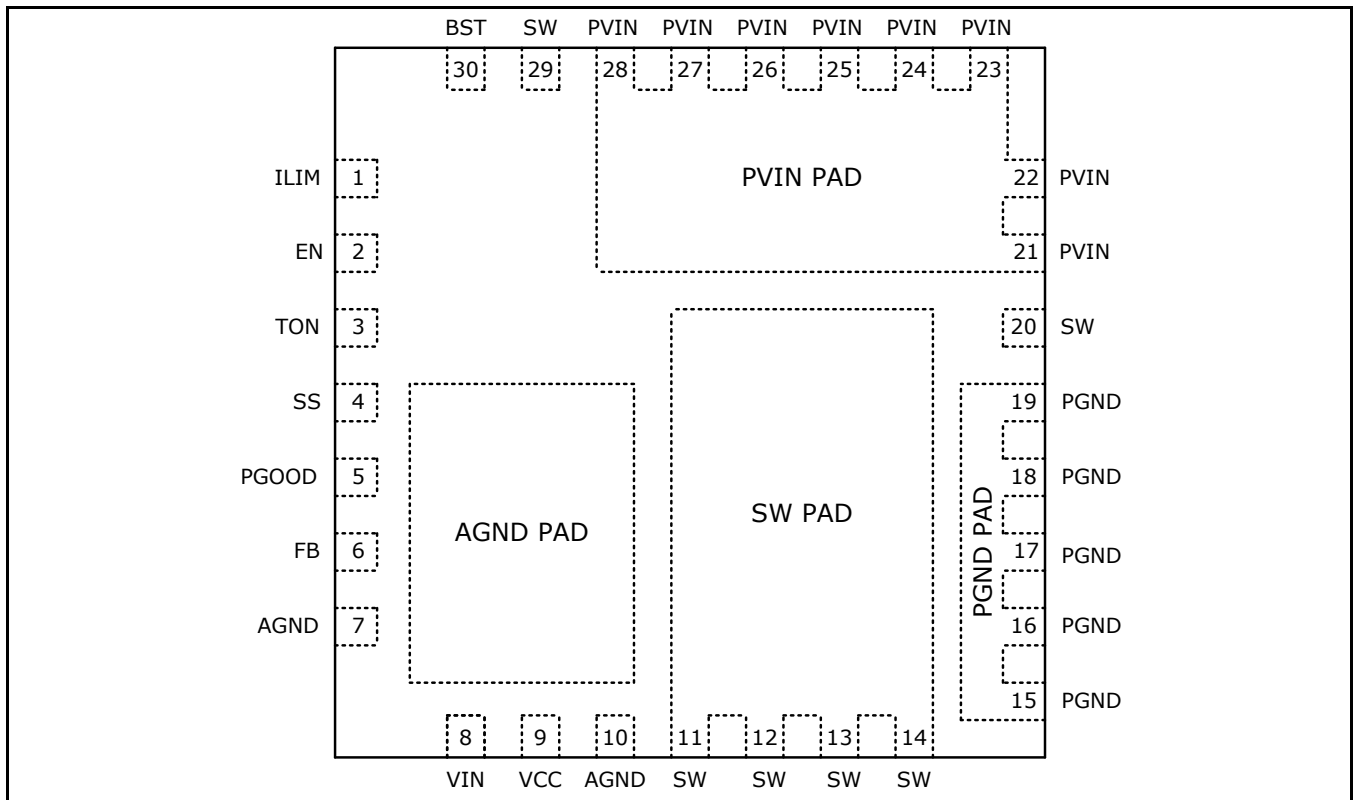 BST SW PVIN PVIN PVIN PVIN PVIN PVIN
30 29 28 27 26 25 24 23
ILIM 1
PVIN PAD
22 PVIN
EN 2
21 PVIN
TON 3
20 SW
SS 4
19 PGND
PGOOD 5
18 PGND
AGND PAD
SW PAD
PGND PAD
FB 6
17 PGND
AGND 7
16 PGND
15 PGND
8 9 10 11 12 13 14
VIN VCC AGND SW SW SW SW